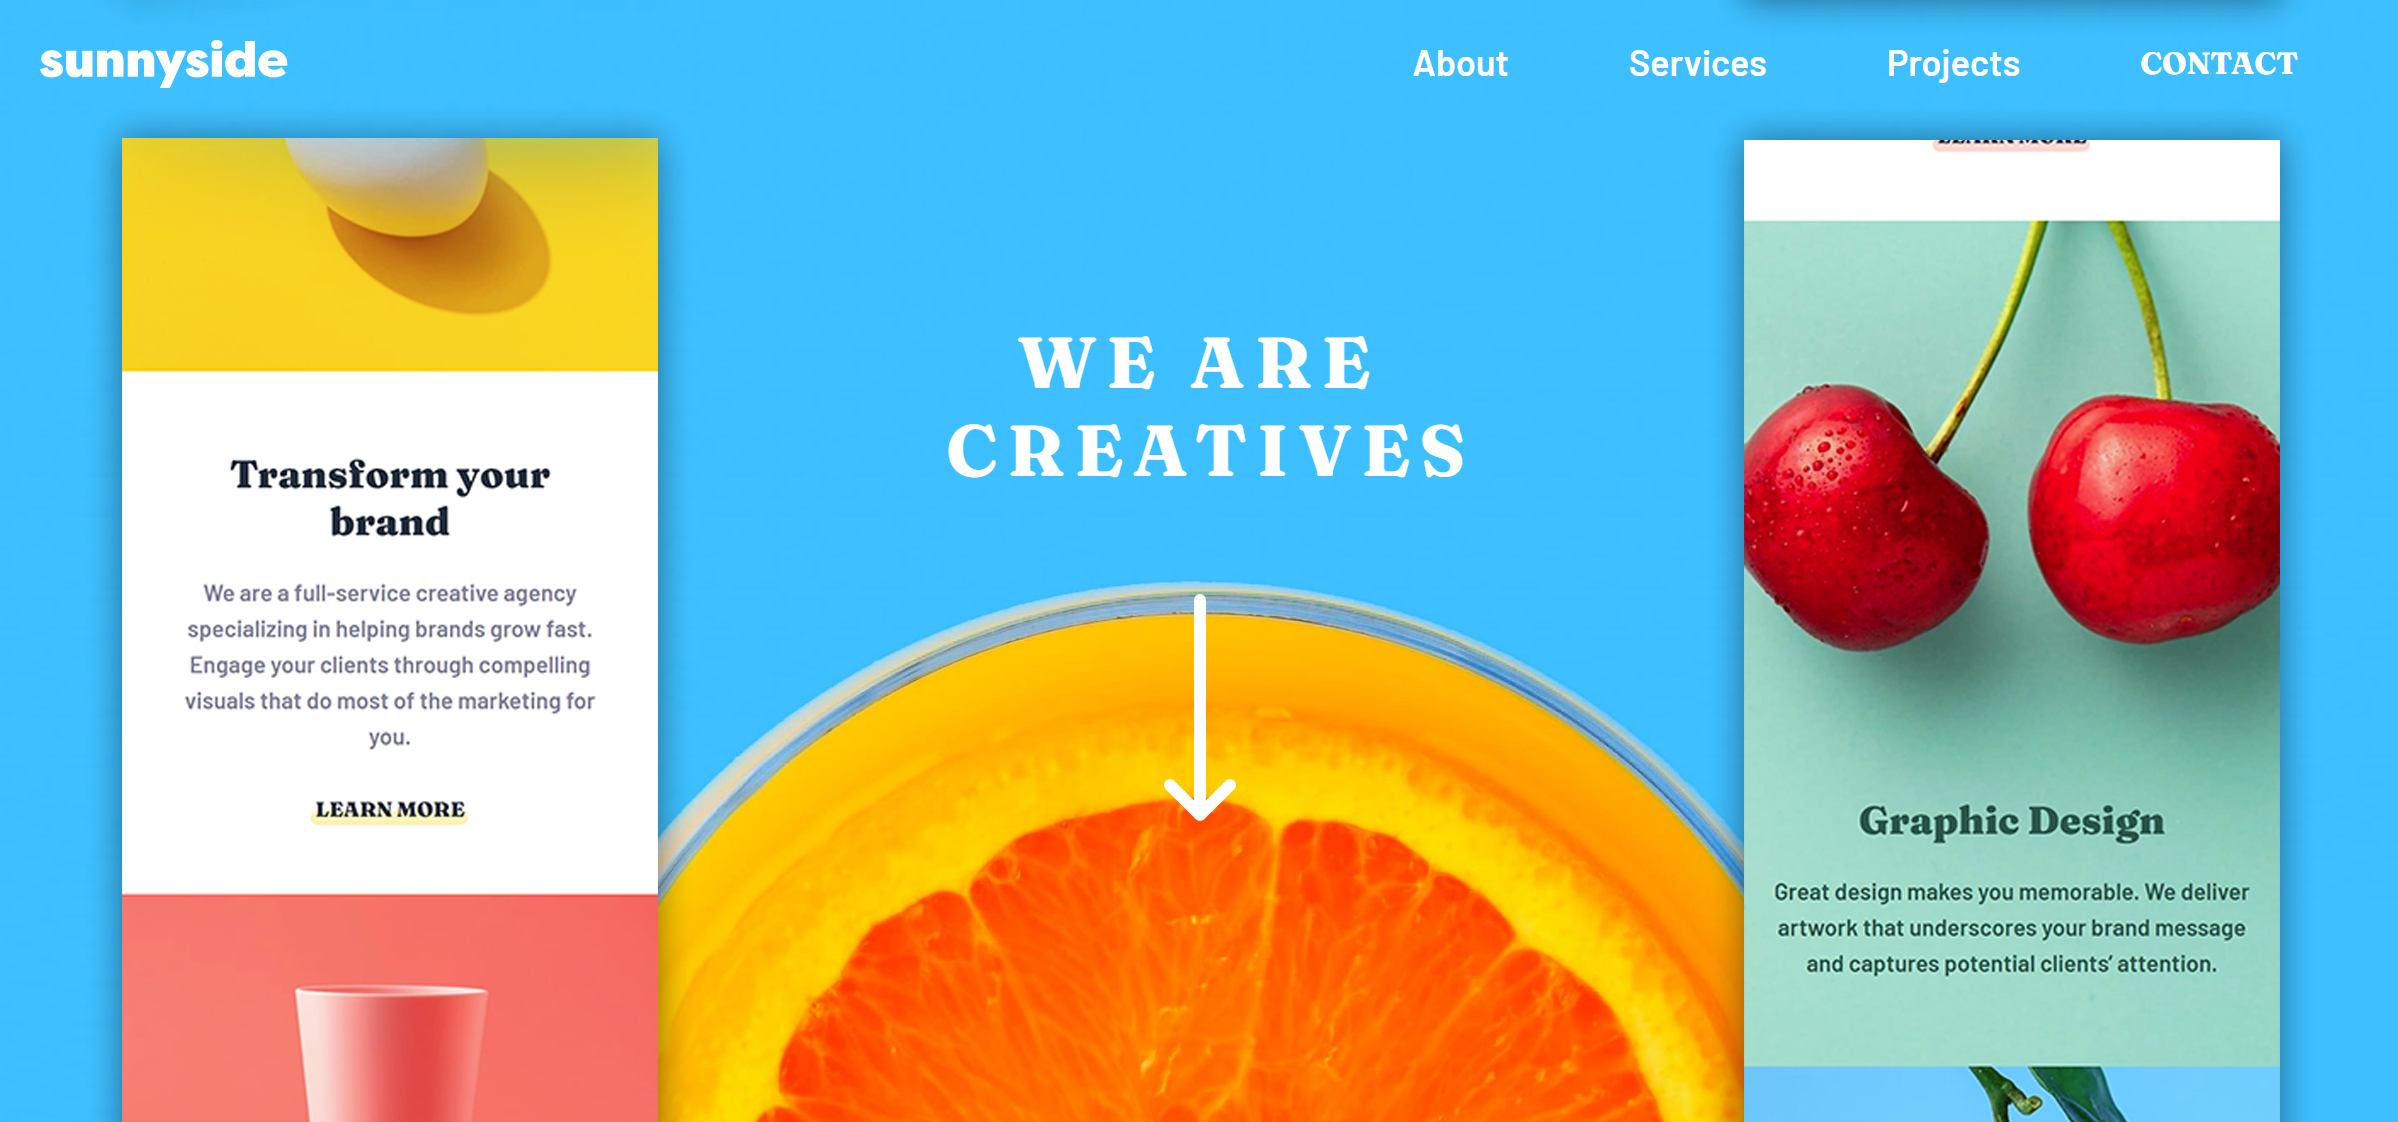 sunnyside
About Services Projects CONTACT
LEARN MORE
WE ARE
CREATIVES
Transform your
brand
We are a full-service creative agency
specializing in helping brands grow fast.
Engage your clients through compelling
visuals that do most of the marketing for
you.
LEARN MORE
Graphic Design
Great design makes you memorable. We deliver
artwork that underscores your brand message
and captures potential clients’ attention.